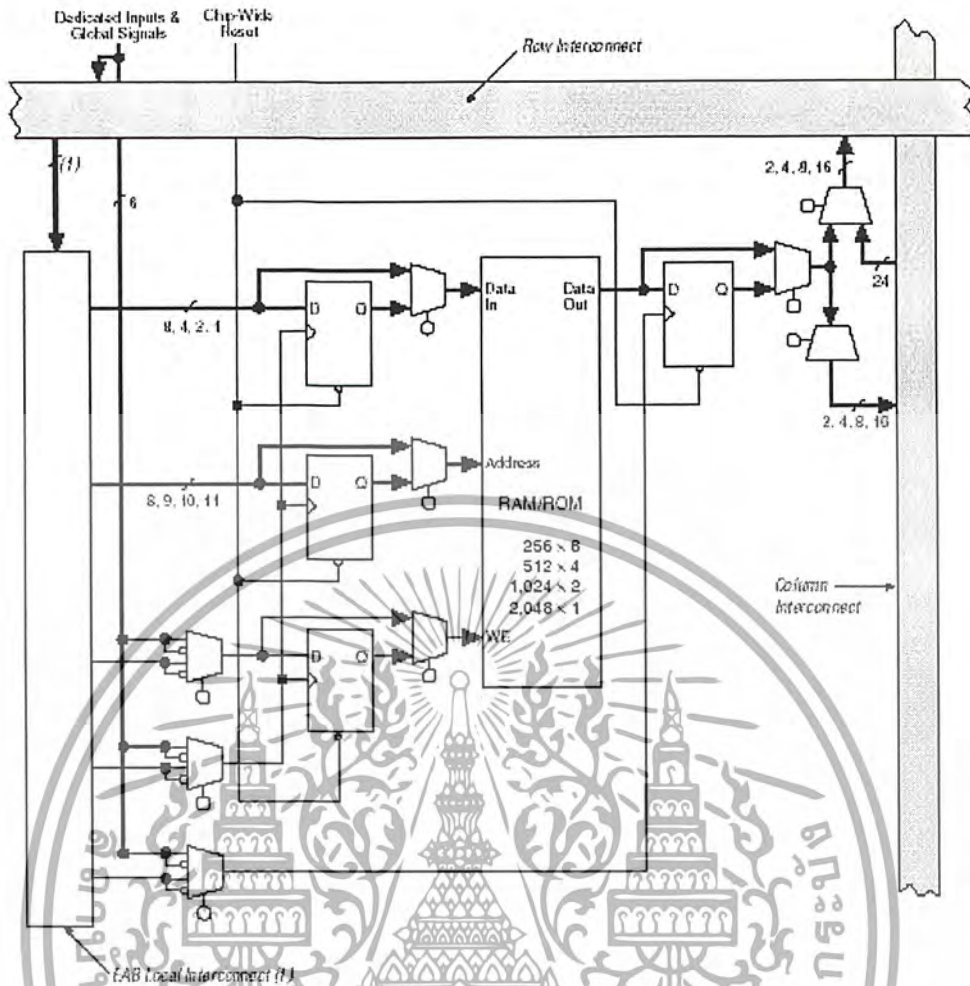 Dedicated Inputs &
Global Signals
Chip-Wide
Reset
Row Interconnect
(1)
6
2, 4, 8, 16
24
8, 4, 2, 1
D
Q
Data
In
Data
Out
D
Q
2, 4, 8, 16
8, 9, 10, 11
D
Q
Address
RAM/ROM
256 × 8
512 × 4
1,024 × 2
2,048 × 1
Column
Interconnect
D
Q
WE
EAB Local Interconnect (1)